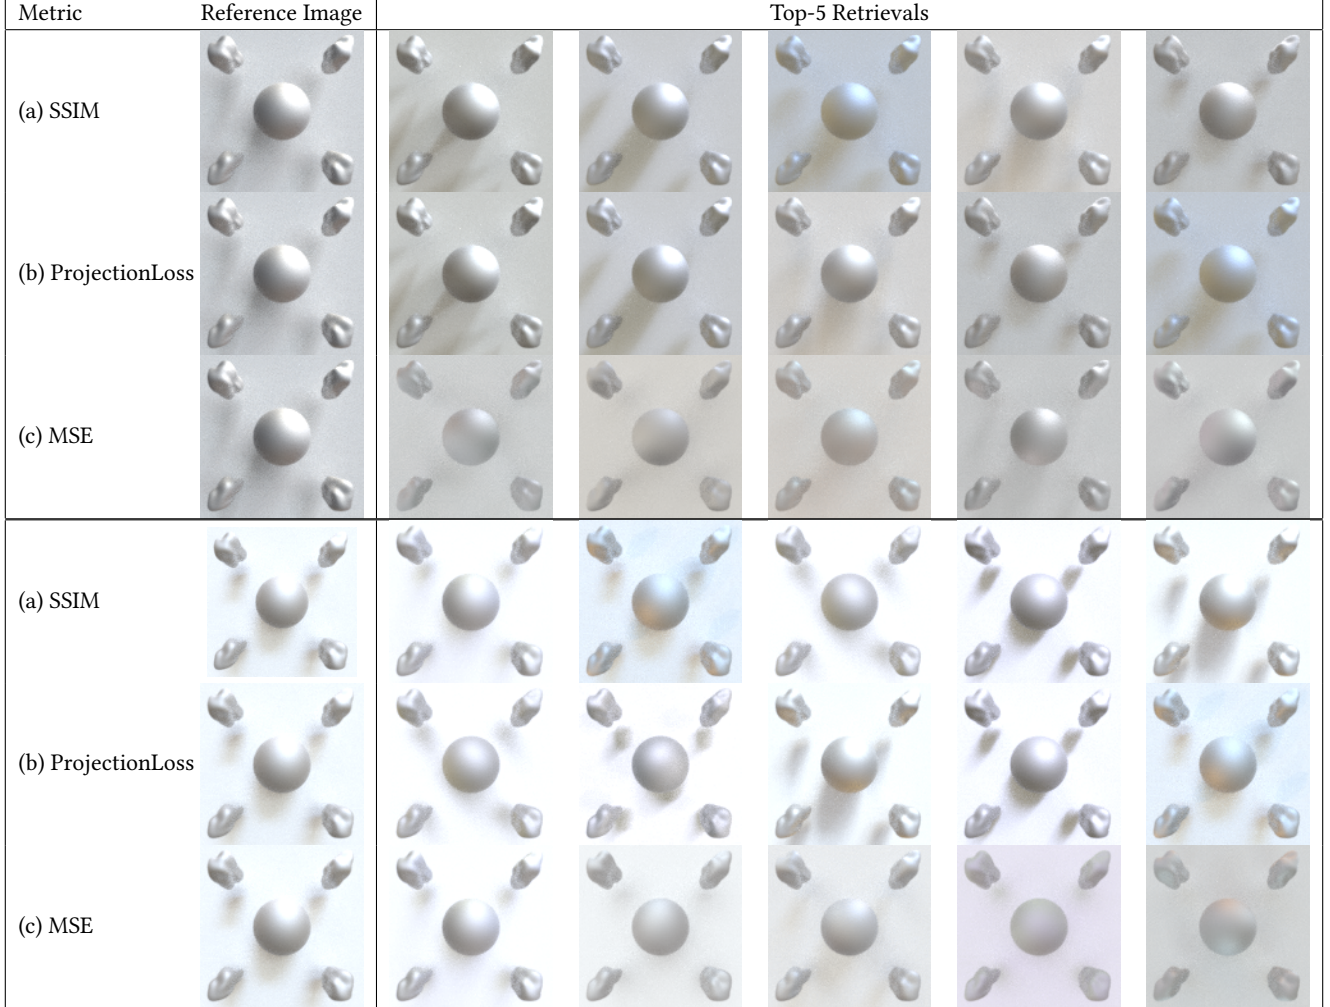 Metric Reference Image Top-5 Retrievals
(a) SSIM
(b) ProjectionLoss
(c) MSE
(a) SSIM
(b) ProjectionLoss
(c) MSE